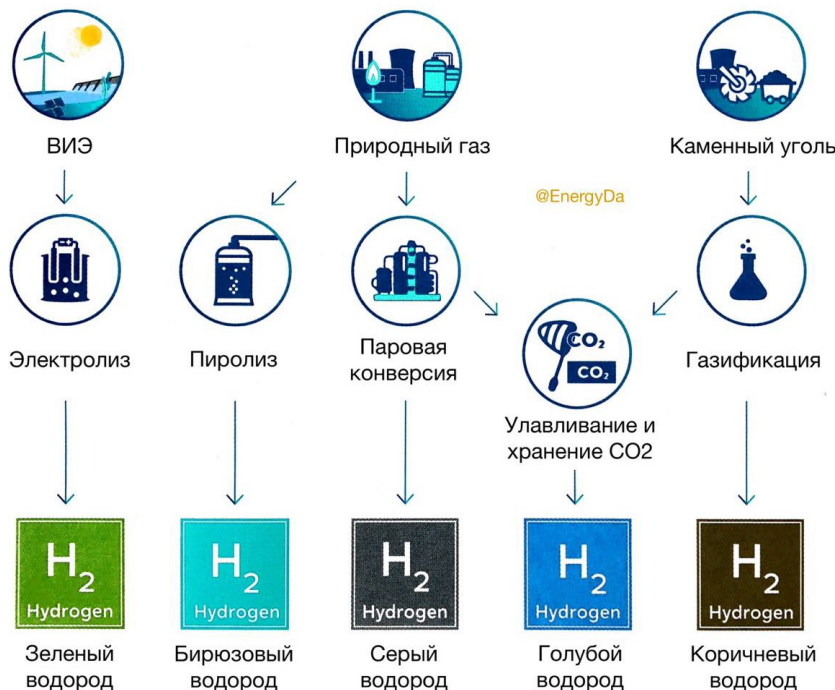 ВИЭ
Природный газ
Каменный уголь
@EnergyDa
Электролиз
Пиролиз
Паровая
конверсия
CO₂
CO₂
Газификация
Улавливание и
хранение CO2
H₂
Hydrogen
H₂
Hydrogen
H₂
Hydrogen
H₂
Hydrogen
H₂
Hydrogen
Зеленый
водород
Бирюзовый
водород
Серый
водород
Голубой
водород
Коричневый
водород